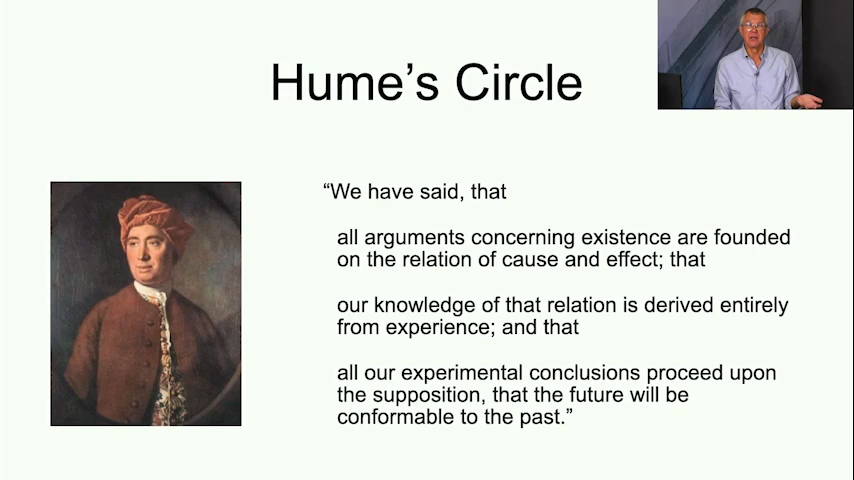 Hume’s Circle
“We have said, that
all arguments concerning existence are founded
on the relation of cause and effect; that
our knowledge of that relation is derived entirely
from experience; and that
all our experimental conclusions proceed upon
the supposition, that the future will be
conformable to the past.”